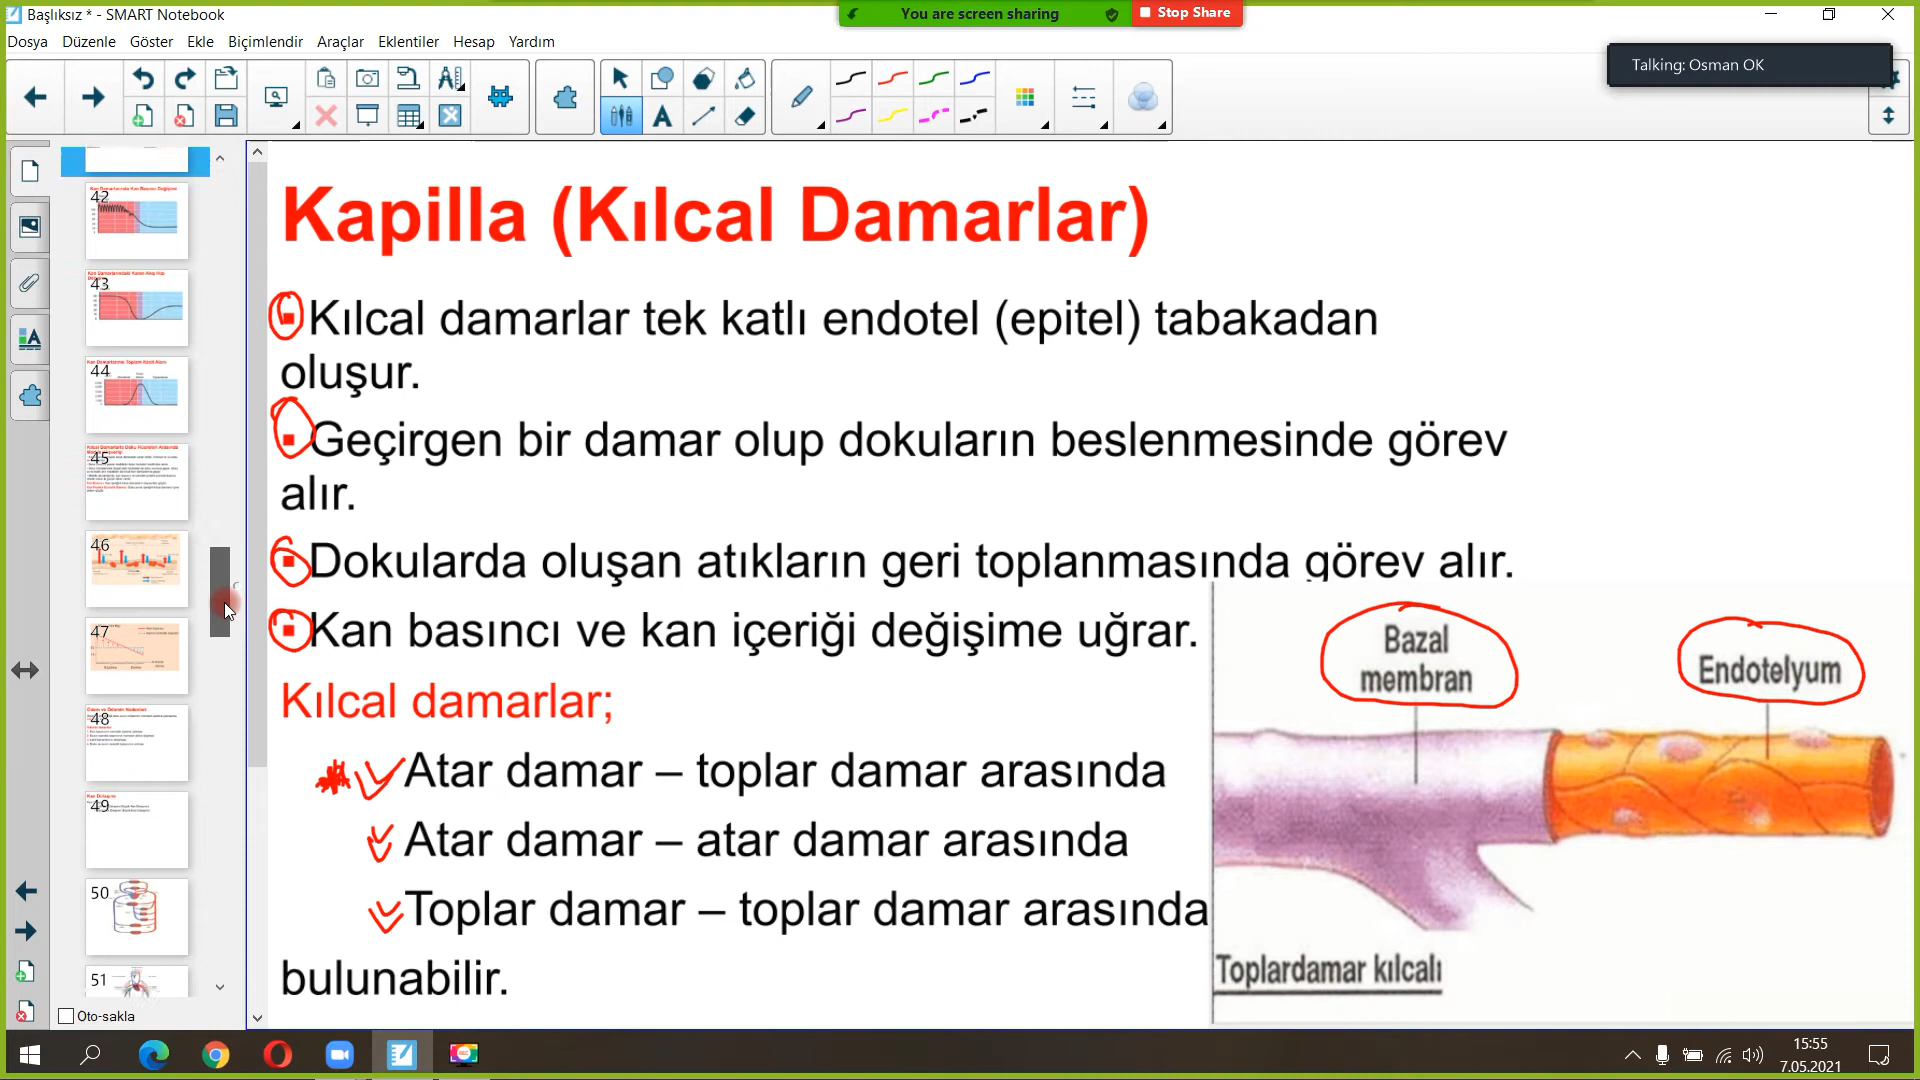 Başlıksız * - SMART Notebook
You are screen sharing
Stop Share
Dosya Düzenle Göster Ekle Biçimlendir Araçlar Eklentiler Hesap Yardım
Talking: Osman OK
Kapilla (Kılcal Damarlar)
Kılcal damarlar tek katlı endotel (epitel) tabakadan
oluşur.
Geçirgen bir damar olup dokuların beslenmesinde görev
alır.
Dokularda oluşan atıkların geri toplanmasında görev alır.
Kan basıncı ve kan içeriği değişime uğrar.
Kılcal damarlar;
Atar damar – toplar damar arasında
Atar damar – atar damar arasında
Toplar damar – toplar damar arasında
bulunabilir.
Bazal
membran
Endotelyum
Toplardamar kılcalı
42
43
44
45
46
47
48
49
50
51
Oto-sakla
15:55
7.05.2021